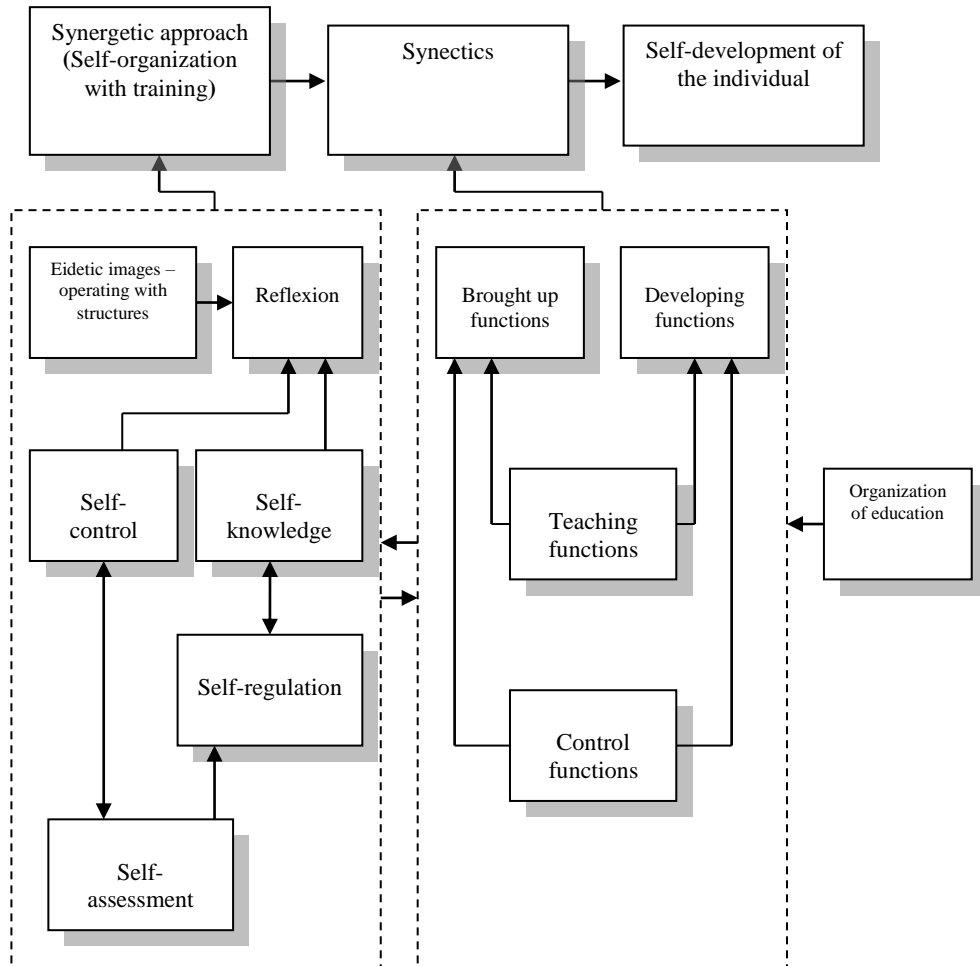 Synergetic approach
(Self-organization
with training)
Synectics
Self-development of
the individual
Eidetic images –
operating with
structures
Reflexion
Brought up
functions
Developing
functions
Self-
control
Self-
knowledge
Teaching
functions
Organization
of education
Self-regulation
Control
functions
Self-
assessment